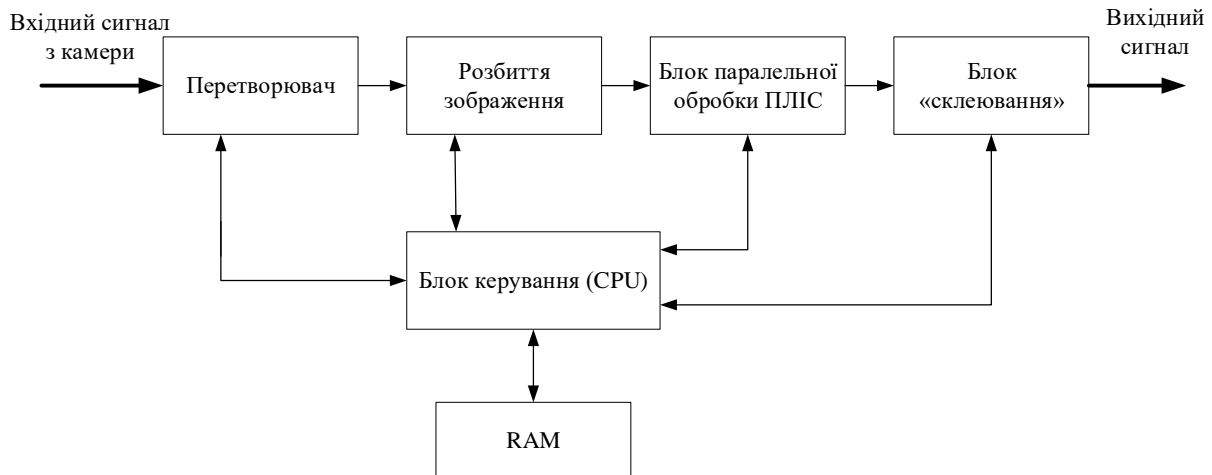 Вхідний сигнал
з камери
Перетворювач
Розбиття
зображення
Блок паралельної
обробки ПЛІС
Блок
«склеювання»
Вихідний
сигнал
Блок керування (CPU)
RAM